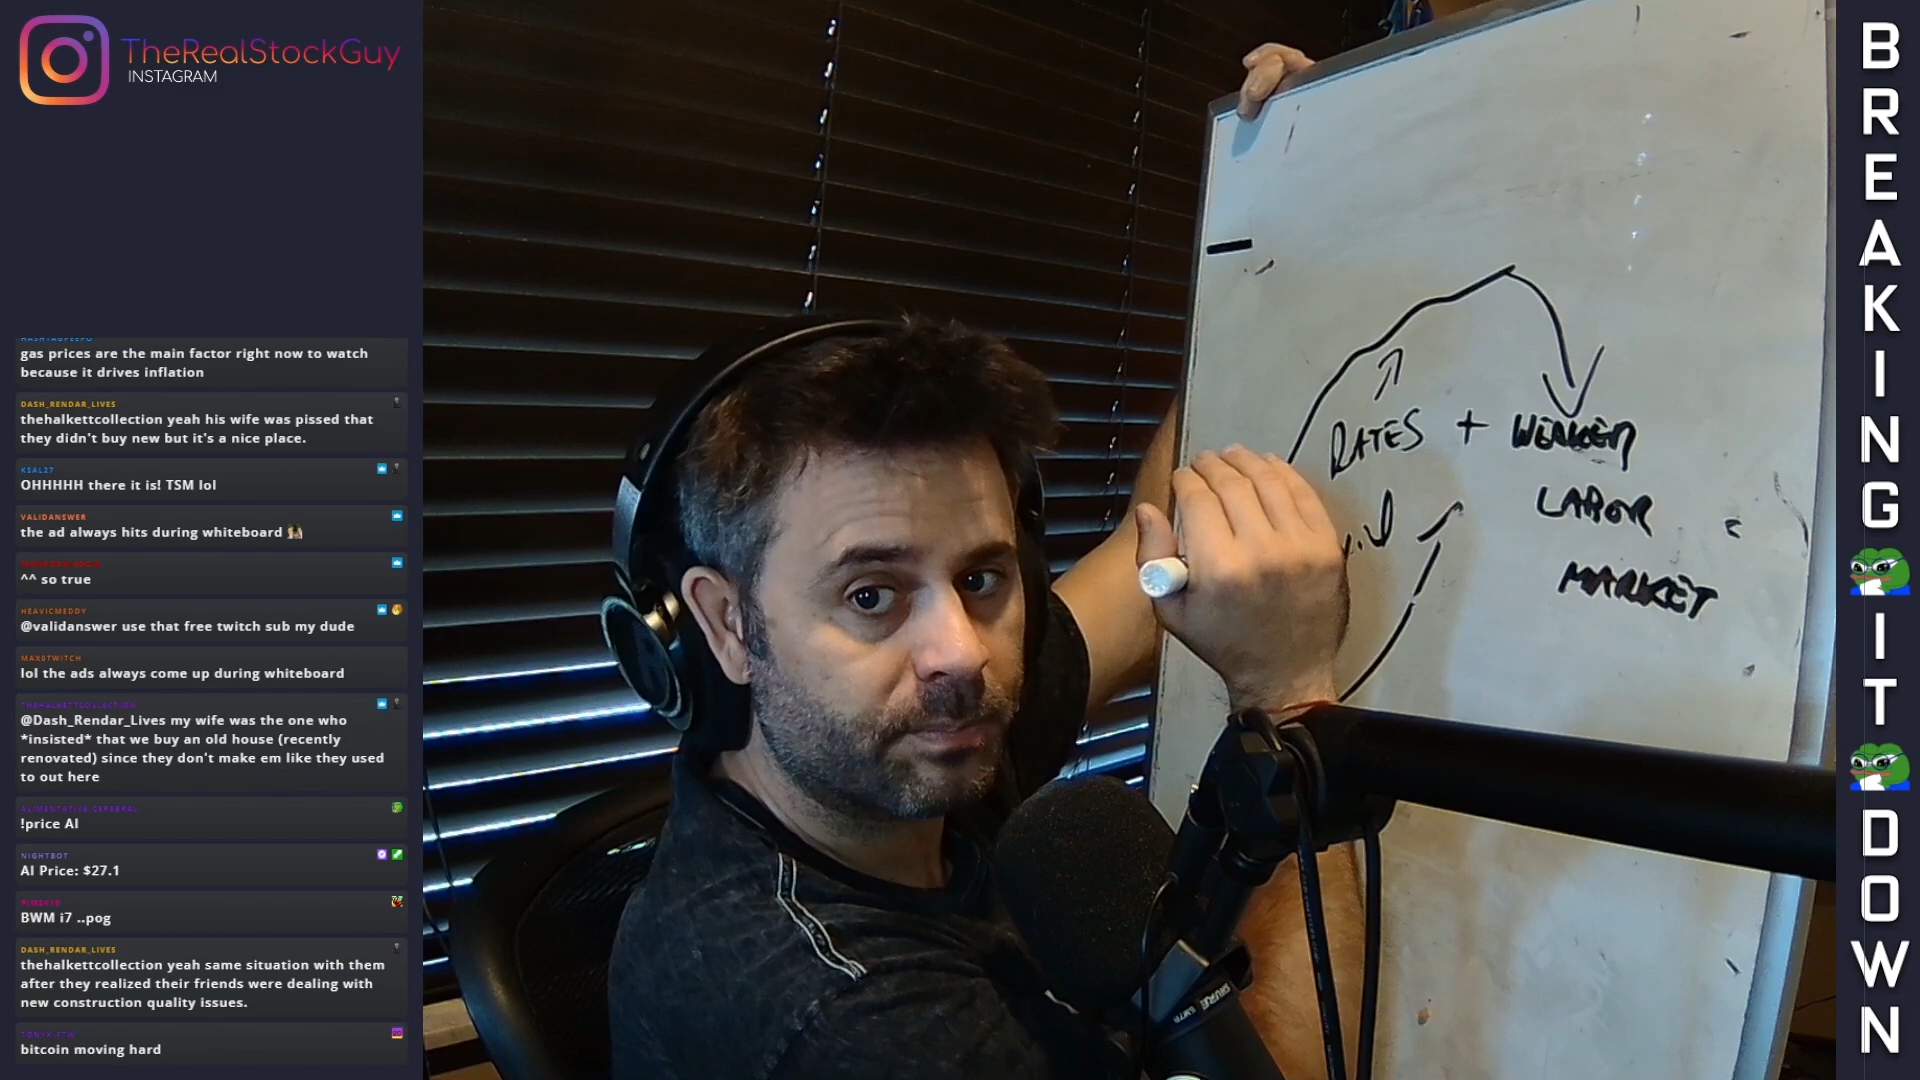 TheRealStockGuy
INSTAGRAM
gas prices are the main factor right now to watch
because it drives inflation
DASH_RENDAR_LIVES
thehalkettcollection yeah his wife was pissed that
they didn't buy new but it's a nice place.
KSAL27
OHHHHH there it is! TSM lol
VALIDANSWER
the ad always hits during whiteboard
^^ so true
HEAVICMEDDY
@validanswer use that free twitch sub my dude
MAX0TWITCH
lol the ads always come up during whiteboard
THEHALKETTCOLLECTION
@Dash_Rendar_Lives my wife was the one who
*insisted* that we buy an old house (recently
renovated) since they don't make em like they used
to out here
ALIMENTATIVE_CEREBRAL
!price AI
NIGHTBOT
AI Price: $27.1
BWM i7 ..pog
DASH_RENDAR_LIVES
thehalkettcollection yeah same situation with them
after they realized their friends were dealing with
new construction quality issues.
TONYX_FTW
bitcoin moving hard
RATES + WEAKEN
LABOR =
MARKET
BREAKING
IT
DOWN